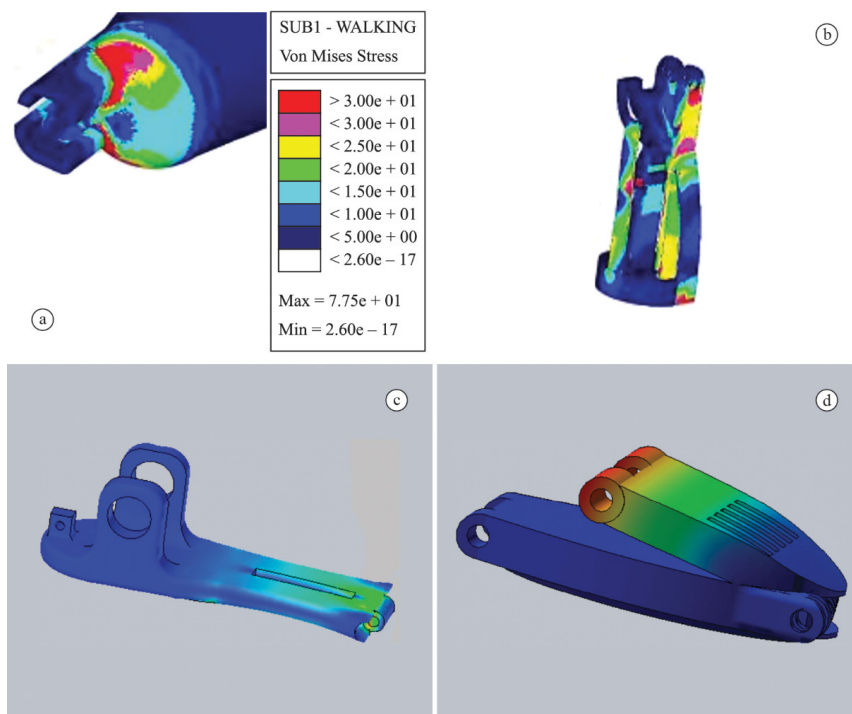 SUB1 - WALKING
Von Mises Stress
> 3.00e + 01
< 3.00e + 01
< 2.50e + 01
< 2.00e + 01
< 1.50e + 01
< 1.00e + 01
< 5.00e + 00
< 2.60e – 17
Max = 7.75e + 01
Min = 2.60e – 17
a
b
c
d